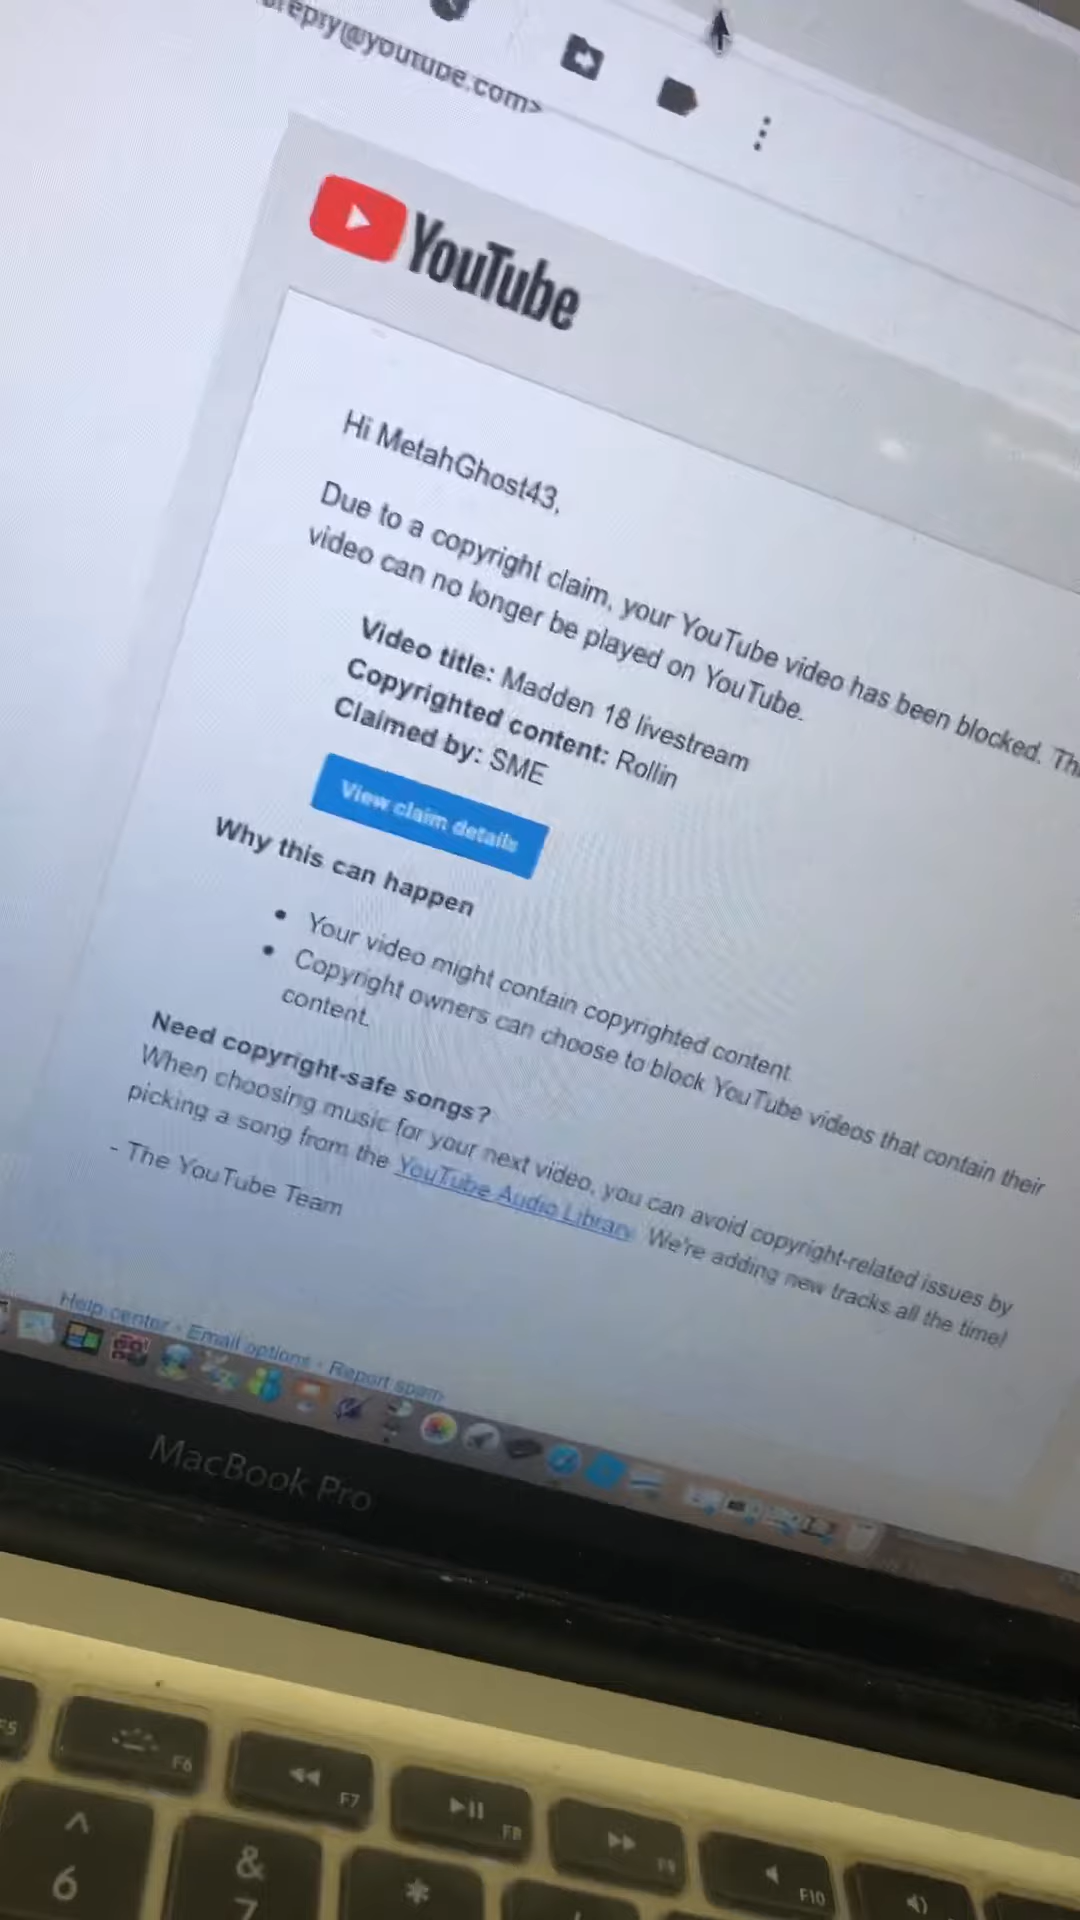 reply@youtube.com>
YouTube
Hi MetahGhost43,
Due to a copyright claim, your YouTube video has been blocked.
video can no longer be played on YouTube.
Video title: Madden 18 livestream
Copyrighted content: Rollin
Claimed by: SME
View claim details
Why this can happen
• Your video might contain copyrighted content.
• Copyright owners can choose to block YouTube videos that contain their
content.
Need copyright-safe songs?
When choosing music for your next video, you can avoid copyright-related issues by
picking a song from the YouTube Audio Library. We're adding new tracks all the time!
- The YouTube Team
Help center • Email options • Report spam
MacBook Pro
F5 F6 F7 F8 F9 F10
^ & *
6 7